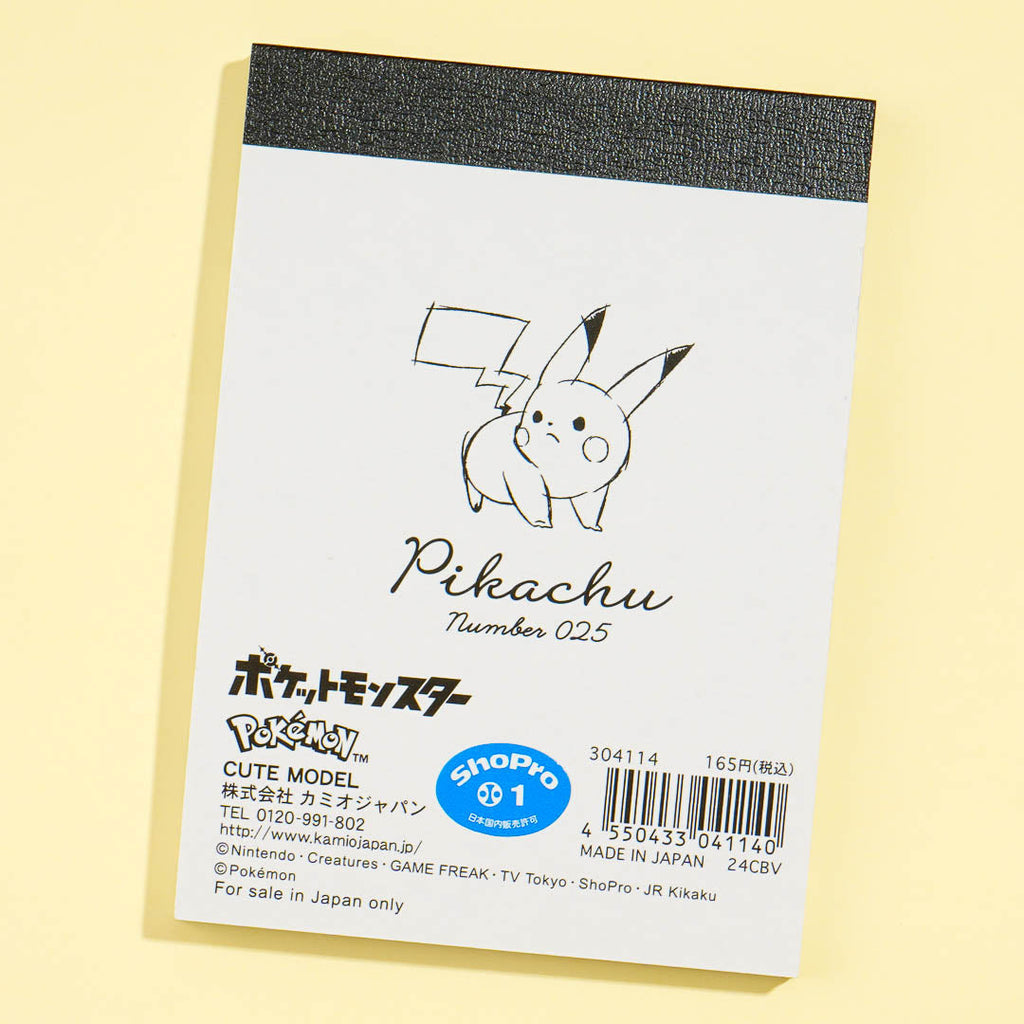 Pikachu
Number 025
ポケットモンスター
POKéMON™
CUTE MODEL
株式会社 カミオジャパン
TEL 0120-991-802
http://www.kamiojapan.jp/
©Nintendo・Creatures・GAME FREAK・TV Tokyo・ShoPro・JR Kikaku
©Pokémon
For sale in Japan only
ShoPro
1
日本国内販売許可
304114 165円(税込)
4 550433 041140
MADE IN JAPAN 24CBV